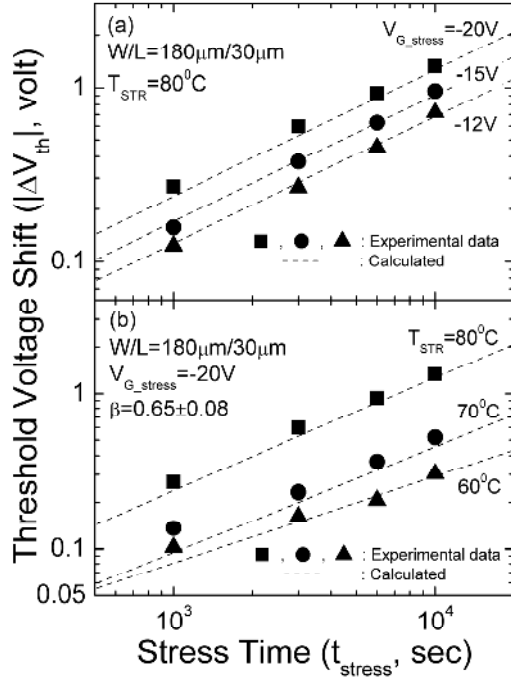 (a)
W/L=180μm/30μm
T_STR=80⁰C
V_G_stress=-20V
-15V
-12V
1
0.1
■ , ● , ▲ : Experimental data
---- : Calculated
(b)
W/L=180μm/30μm
V_G_stress=-20V
β=0.65±0.08
T_STR=80⁰C
70⁰C
60⁰C
1
0.1
0.05
■ , ● , ▲ : Experimental data
---- : Calculated
10³
10⁴
Threshold Voltage Shift (|ΔV_th|, volt)
Stress Time (t_stress, sec)